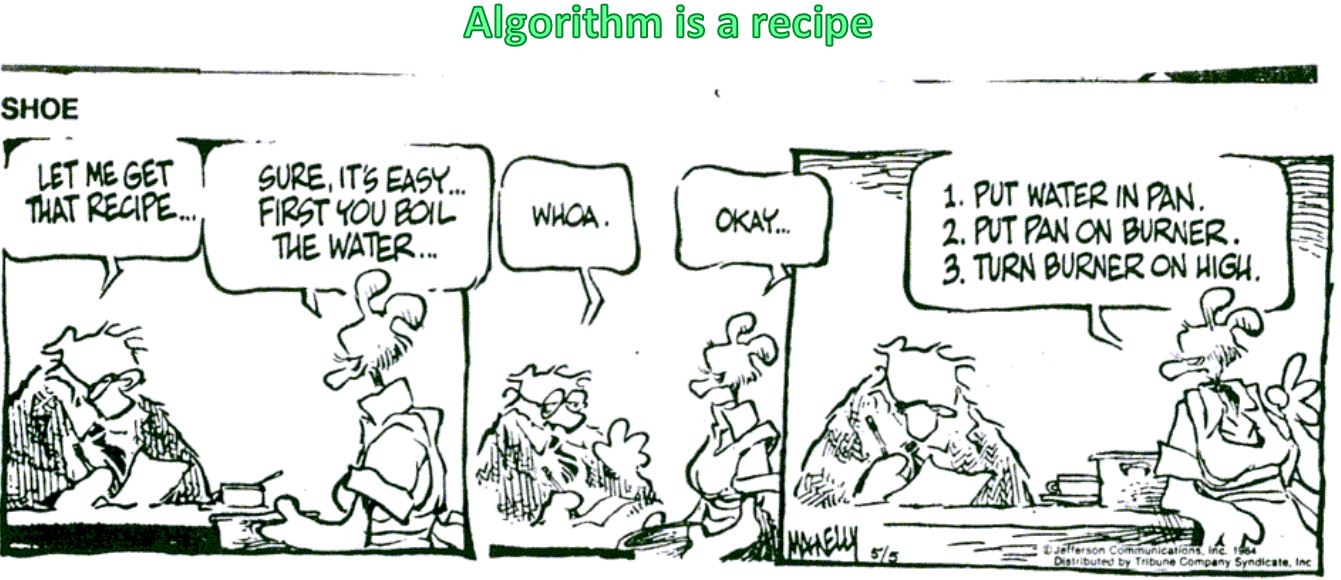 Algorithm is a recipe
SHOE
LET ME GET
THAT RECIPE...
SURE, IT'S EASY...
FIRST YOU BOIL
THE WATER...
WHOA.
OKAY...
1. PUT WATER IN PAN.
2. PUT PAN ON BURNER.
3. TURN BURNER ON HIGH.
MACNELLY 5/5
© Jefferson Communications, Inc. 1984
Distributed by Tribune Company Syndicate, Inc